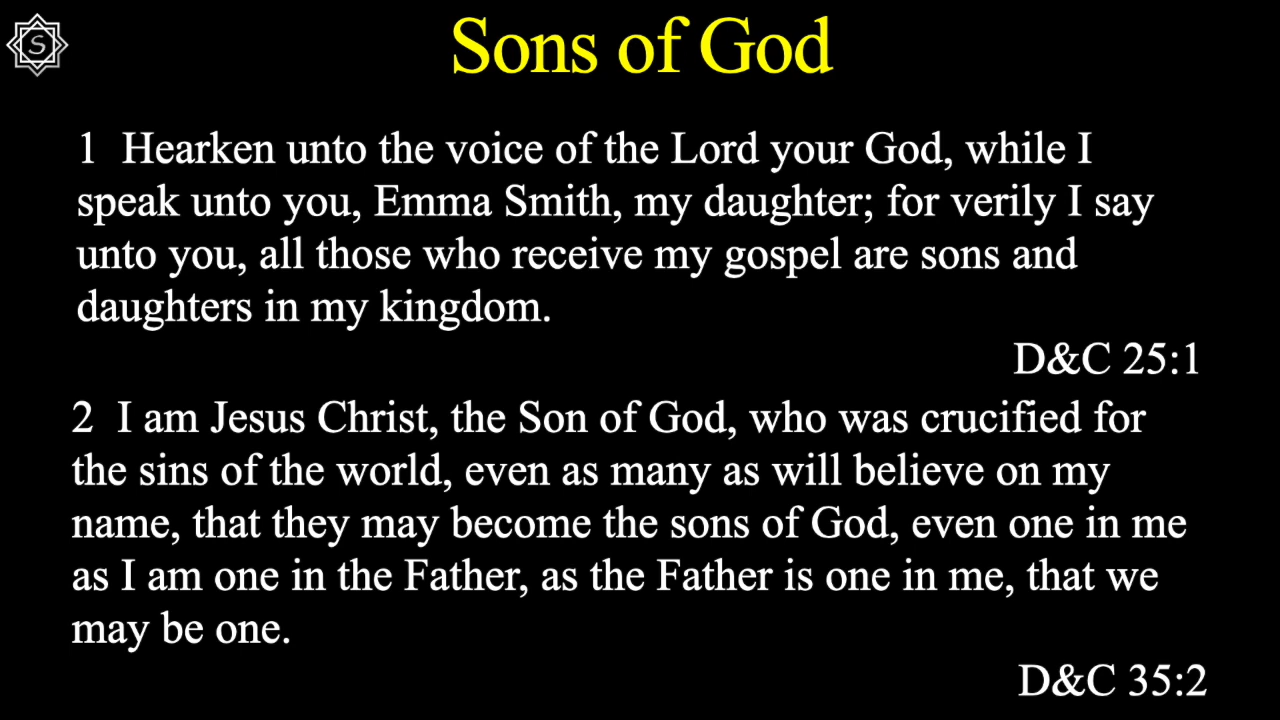 S
Sons of God
1 Hearken unto the voice of the Lord your God, while I
speak unto you, Emma Smith, my daughter; for verily I say
unto you, all those who receive my gospel are sons and
daughters in my kingdom.
D&C 25:1
2 I am Jesus Christ, the Son of God, who was crucified for
the sins of the world, even as many as will believe on my
name, that they may become the sons of God, even one in me
as I am one in the Father, as the Father is one in me, that we
may be one.
D&C 35:2